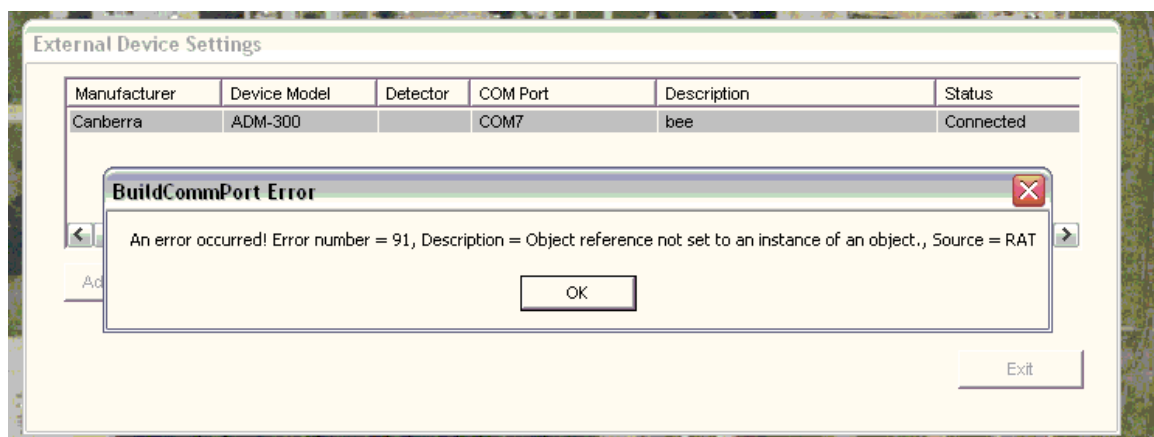 External Device Settings
Manufacturer Device Model Detector COM Port Description Status
Canberra ADM-300 COM7 bee Connected
BuildCommPort Error
An error occurred! Error number = 91, Description = Object reference not set to an instance of an object., Source = RAT
Ad
OK
Exit